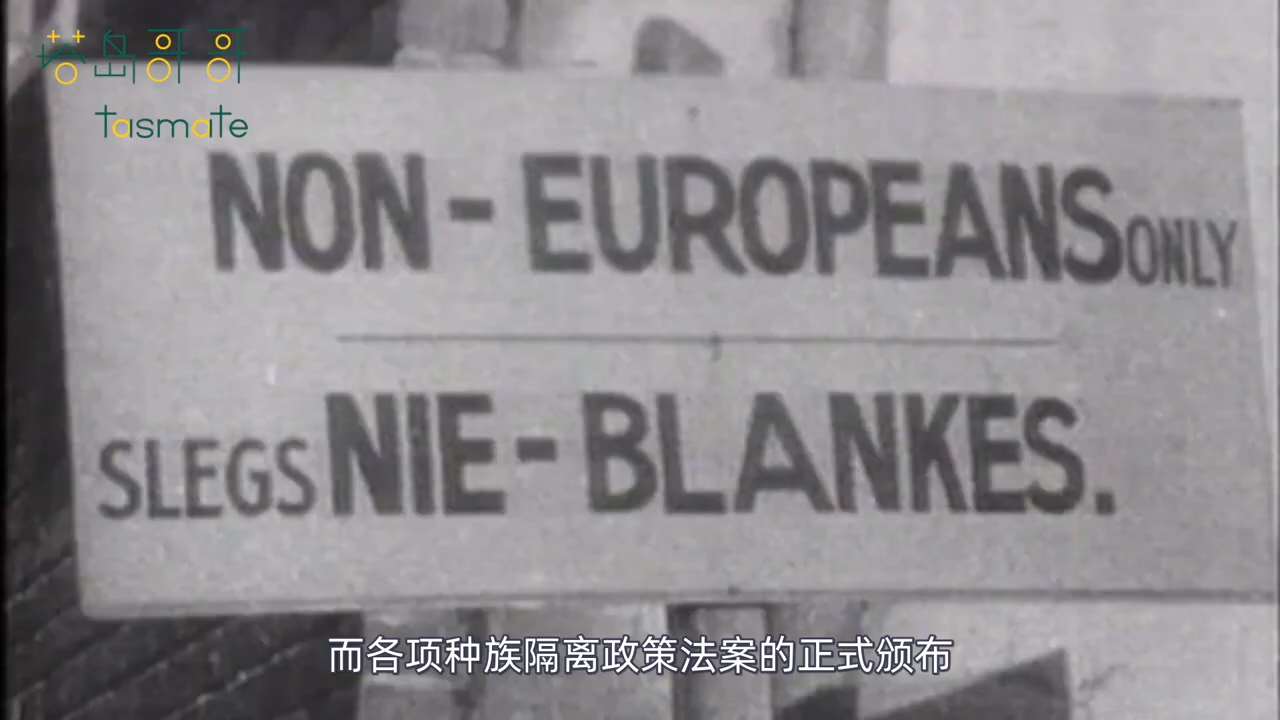 塔岛哥哥
tasmate
NON-EUROPEANS ONLY
SLEGS NIE-BLANKES.
而各项种族隔离政策法案的正式颁布